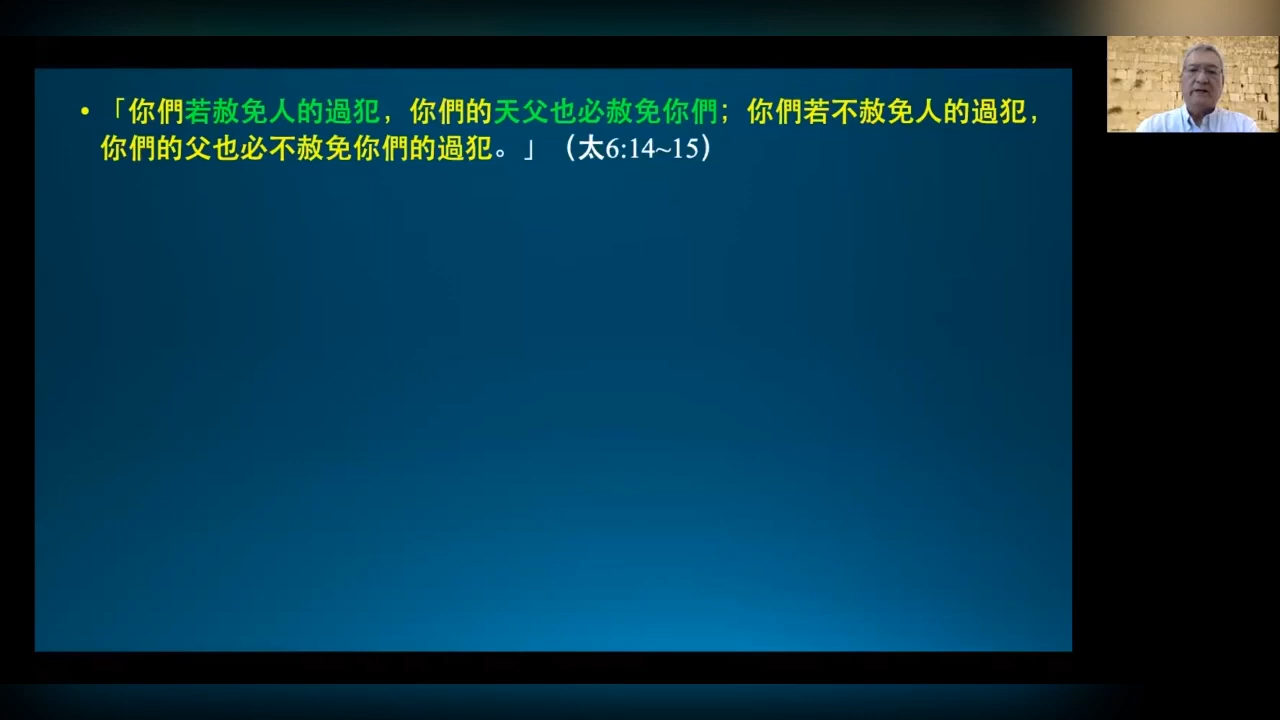 • 「你們若赦免人的過犯，你們的天父也必赦免你們；你們若不赦免人的過犯，
你們的父也必不赦免你們的過犯。」（太6:14~15）